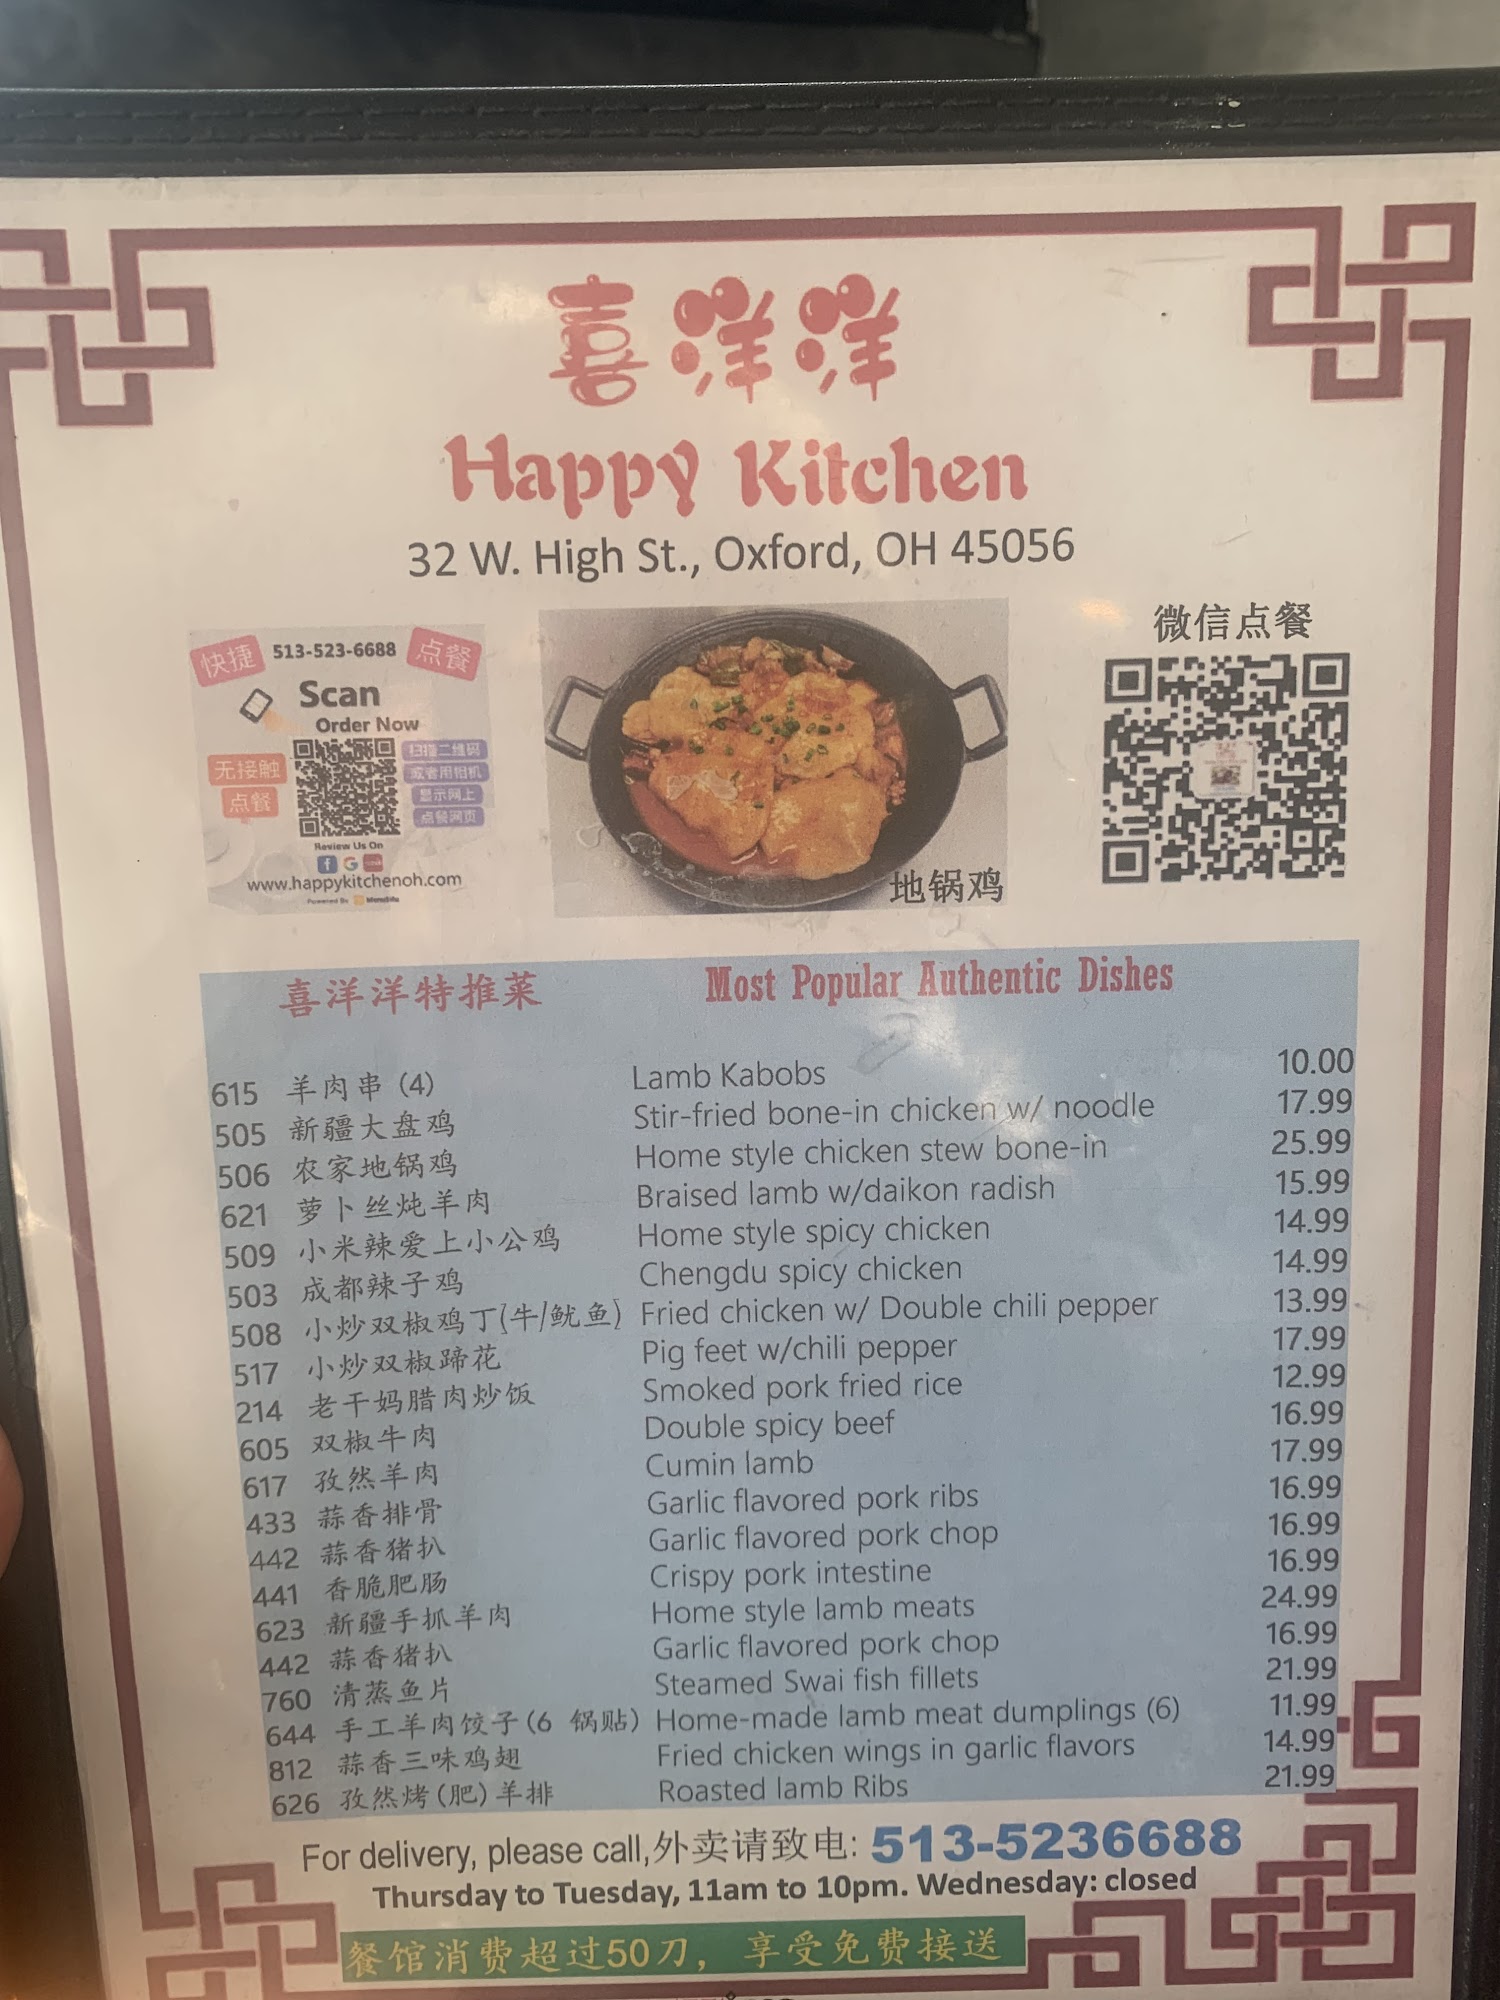 喜洋洋
Happy Kitchen
32 W. High St., Oxford, OH 45056
快捷 513-523-6688 点餐
Scan
Order Now
无接触
点餐
扫描二维码
或者用相机
显示网上
点餐网页
Review Us On
www.happykitchenoh.com
Powered By
地锅鸡
微信点餐
喜洋洋特推菜 Most Popular Authentic Dishes
615 羊肉串 (4) Lamb Kabobs 10.00
505 新疆大盘鸡 Stir-fried bone-in chicken w/ noodle 17.99
506 农家地锅鸡 Home style chicken stew bone-in 25.99
621 萝卜丝炖羊肉 Braised lamb w/daikon radish 15.99
509 小米辣爱上小公鸡 Home style spicy chicken 14.99
503 成都辣子鸡 Chengdu spicy chicken 14.99
508 小炒双椒鸡丁[牛/鱿鱼] Fried chicken w/ Double chili pepper 13.99
517 小炒双椒蹄花 Pig feet w/chili pepper 17.99
214 老干妈腊肉炒饭 Smoked pork fried rice 12.99
605 双椒牛肉 Double spicy beef 16.99
617 孜然羊肉 Cumin lamb 17.99
433 蒜香排骨 Garlic flavored pork ribs 16.99
442 蒜香猪扒 Garlic flavored pork chop 16.99
441 香脆肥肠 Crispy pork intestine 16.99
623 新疆手抓羊肉 Home style lamb meats 24.99
442 蒜香猪扒 Garlic flavored pork chop 16.99
760 清蒸鱼片 Steamed Swai fish fillets 21.99
644 手工羊肉饺子(6 锅贴) Home-made lamb meat dumplings (6) 11.99
812 蒜香三味鸡翅 Fried chicken wings in garlic flavors 14.99
626 孜然烤(肥)羊排 Roasted lamb Ribs 21.99
For delivery, please call,外卖请致电: 513-5236688
Thursday to Tuesday, 11am to 10pm. Wednesday: closed
餐馆消费超过50刀，享受免费接送